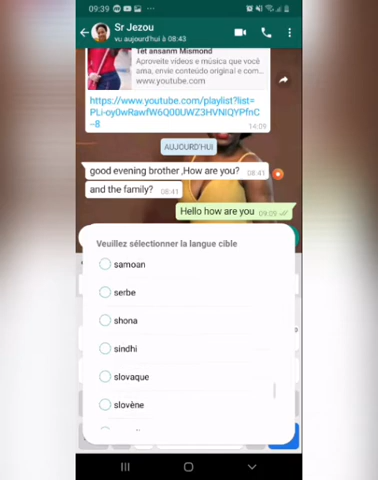 09:39
Sr Jezou
vu aujourd'hui à 08:43
Tet ansanm Mismond
Aproveite vídeos e música que você
ama, envie conteúdo original e com...
www.youtube.com
https://www.youtube.com/playlist?list=
PLi-oy0wRawfW6Q00UWZ3HVNIQYPfnC
-8
14:09
AUJOURD'HUI
good evening brother ,How are you?
08:41
and the family?
08:41
Hello how are you
09:09
Veuillez sélectionner la langue cible
samoan
serbe
shona
sindhi
slovaque
slovène